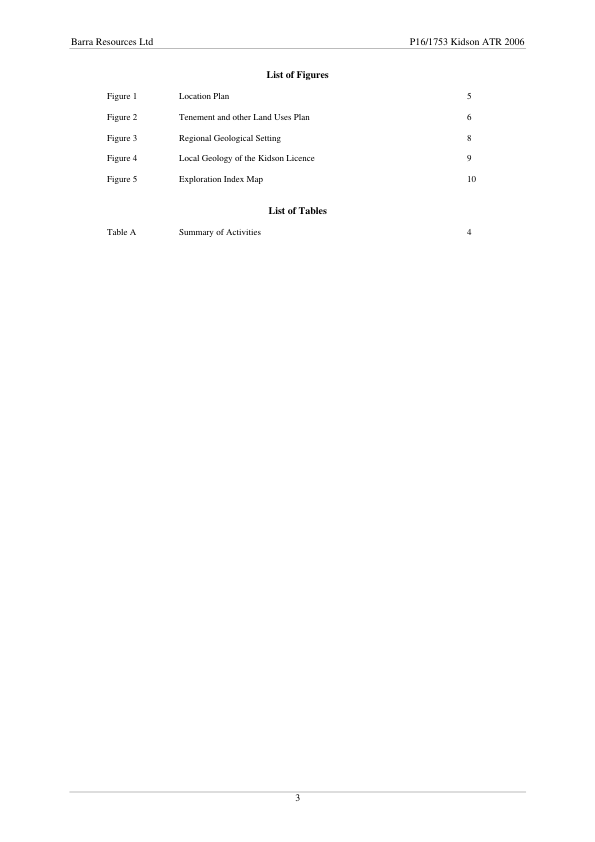 Barra Resources Ltd P16/1753 Kidson ATR 2006
List of Figures
Figure 1 Location Plan 5
Figure 2 Tenement and other Land Uses Plan 6
Figure 3 Regional Geological Setting 8
Figure 4 Local Geology of the Kidson Licence 9
Figure 5 Exploration Index Map 10
List of Tables
Table A Summary of Activities 4
3